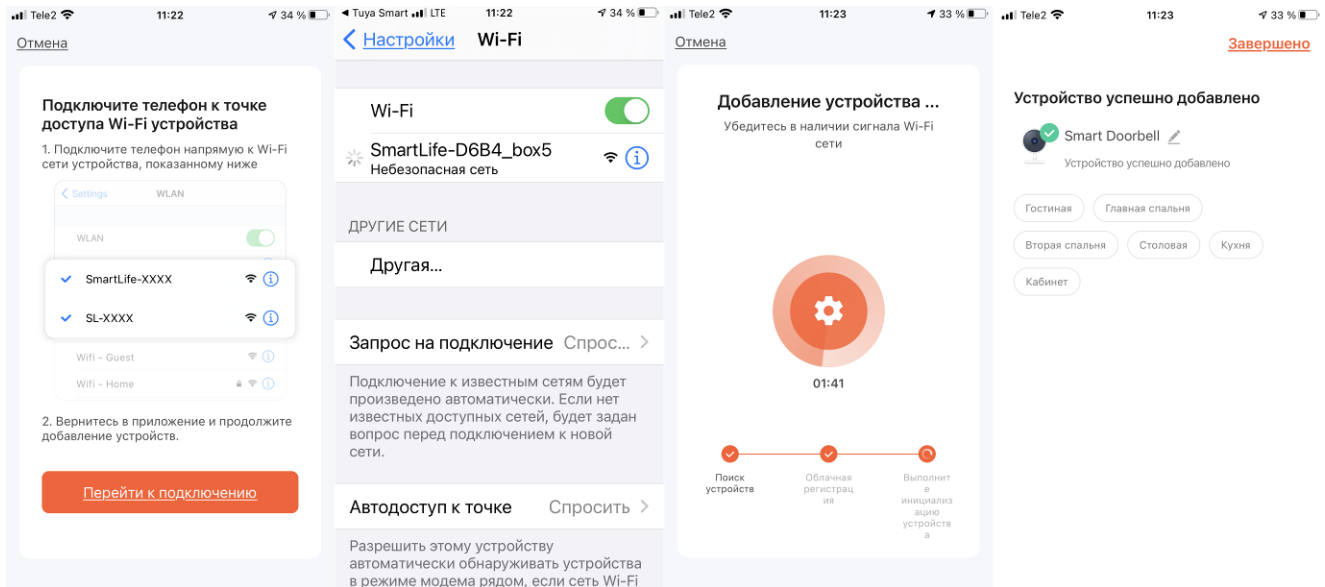 Tele2 11:22 34 %
Отмена
Подключите телефон к точке
доступа Wi-Fi устройства
1. Подключите телефон напрямую к Wi-Fi
сети устройства, показанному ниже
Settings WLAN
WLAN
SmartLife-XXXX
SL-XXXX
Wifi - Guest
Wifi - Home
2. Вернитесь в приложение и продолжите
добавление устройств.
Перейти к подключению
Tuya Smart LTE 11:22 34 %
Настройки Wi-Fi
Wi-Fi
SmartLife-D6B4_box5
Небезопасная сеть
ДРУГИЕ СЕТИ
Другая...
Запрос на подключение Спрос...
Подключение к известным сетям будет
произведено автоматически. Если нет
известных доступных сетей, будет задан
вопрос перед подключением к новой
сети.
Автодоступ к точке Спросить
Разрешить этому устройству
автоматически обнаруживать устройства
в режиме модема рядом, если сеть Wi-Fi
Tele2 11:23 33 %
Отмена
Добавление устройства ...
Убедитесь в наличии сигнала Wi-Fi
сети
01:41
Поиск
устройств
Облачная
регистрац
ия
Выполнит
е
инициализ
ацию
устройств
а
Tele2 11:23 33 %
Завершено
Устройство успешно добавлено
Smart Doorbell
Устройство успешно добавлено
Гостиная Главная спальня
Вторая спальня Столовая Кухня
Кабинет